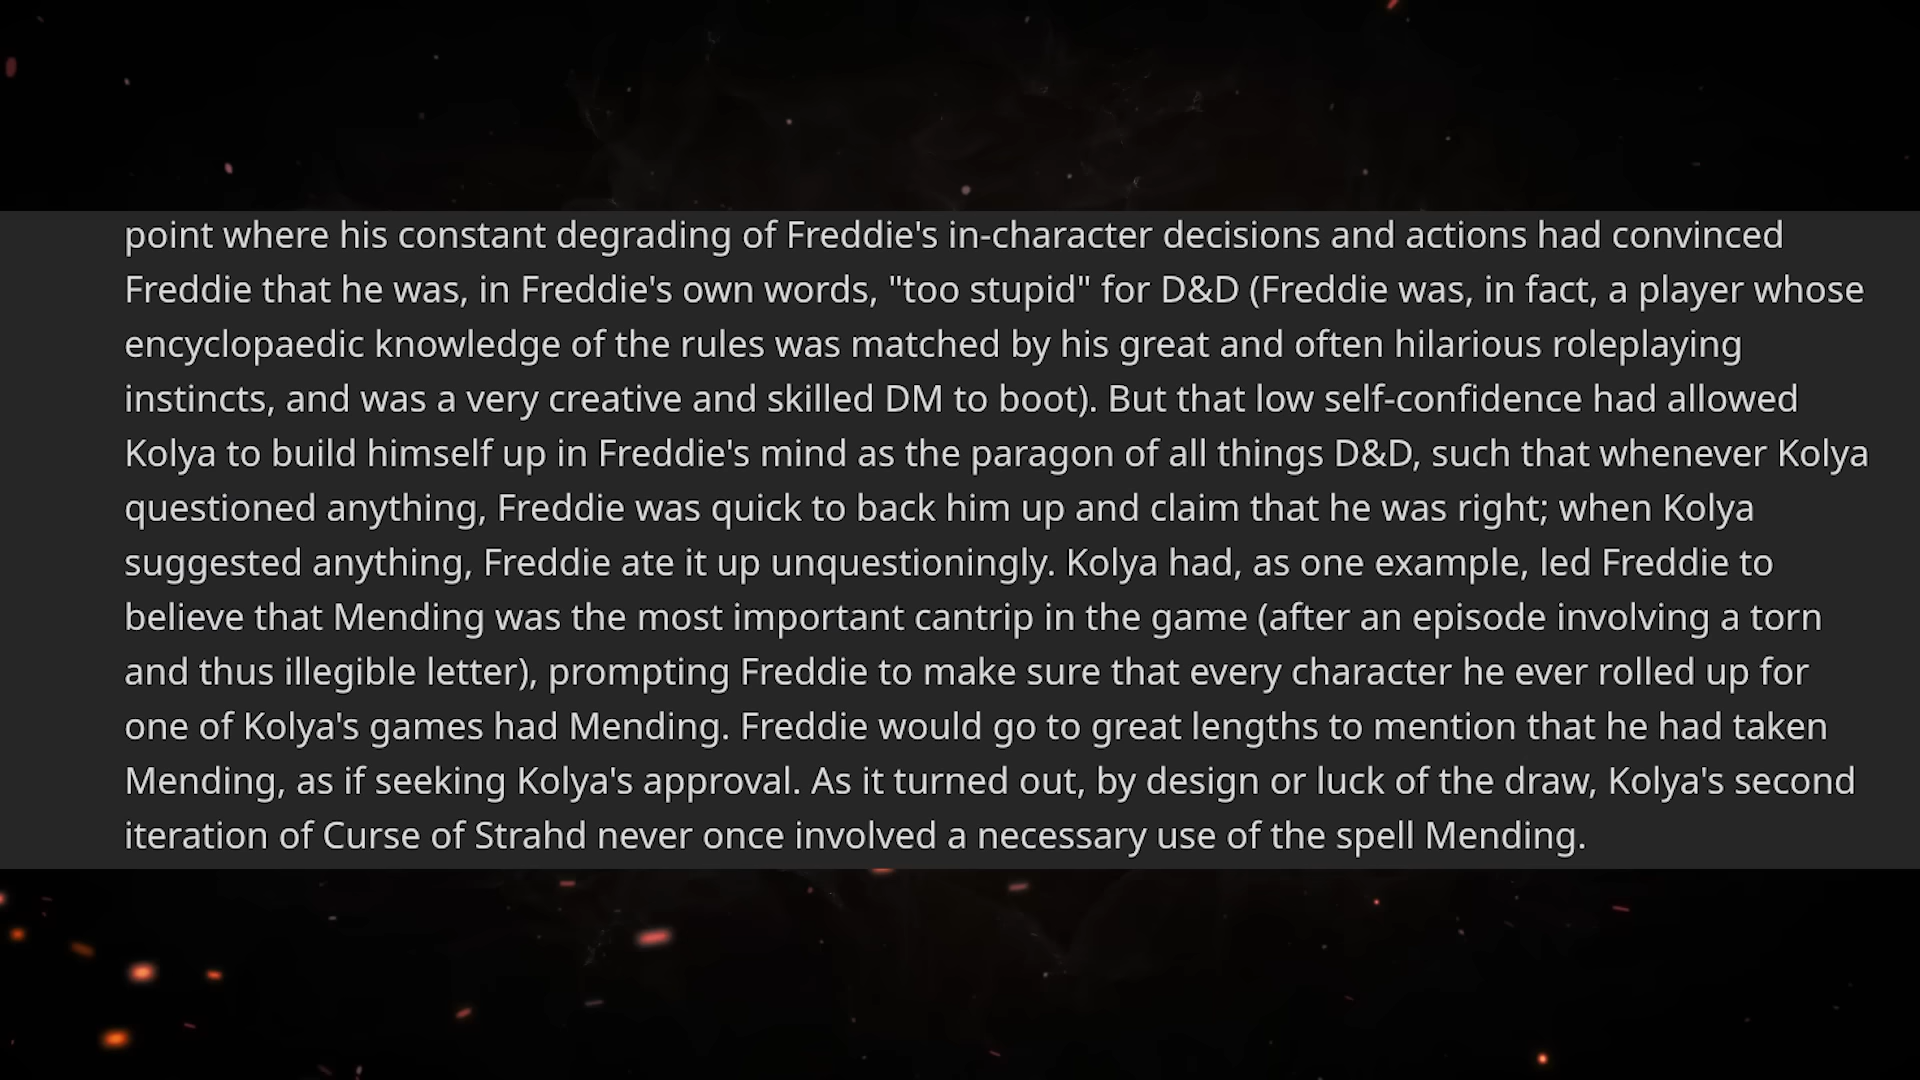 point where his constant degrading of Freddie's in-character decisions and actions had convinced
Freddie that he was, in Freddie's own words, "too stupid" for D&D (Freddie was, in fact, a player whose
encyclopaedic knowledge of the rules was matched by his great and often hilarious roleplaying
instincts, and was a very creative and skilled DM to boot). But that low self-confidence had allowed
Kolya to build himself up in Freddie's mind as the paragon of all things D&D, such that whenever Kolya
questioned anything, Freddie was quick to back him up and claim that he was right; when Kolya
suggested anything, Freddie ate it up unquestioningly. Kolya had, as one example, led Freddie to
believe that Mending was the most important cantrip in the game (after an episode involving a torn
and thus illegible letter), prompting Freddie to make sure that every character he ever rolled up for
one of Kolya's games had Mending. Freddie would go to great lengths to mention that he had taken
Mending, as if seeking Kolya's approval. As it turned out, by design or luck of the draw, Kolya's second
iteration of Curse of Strahd never once involved a necessary use of the spell Mending.